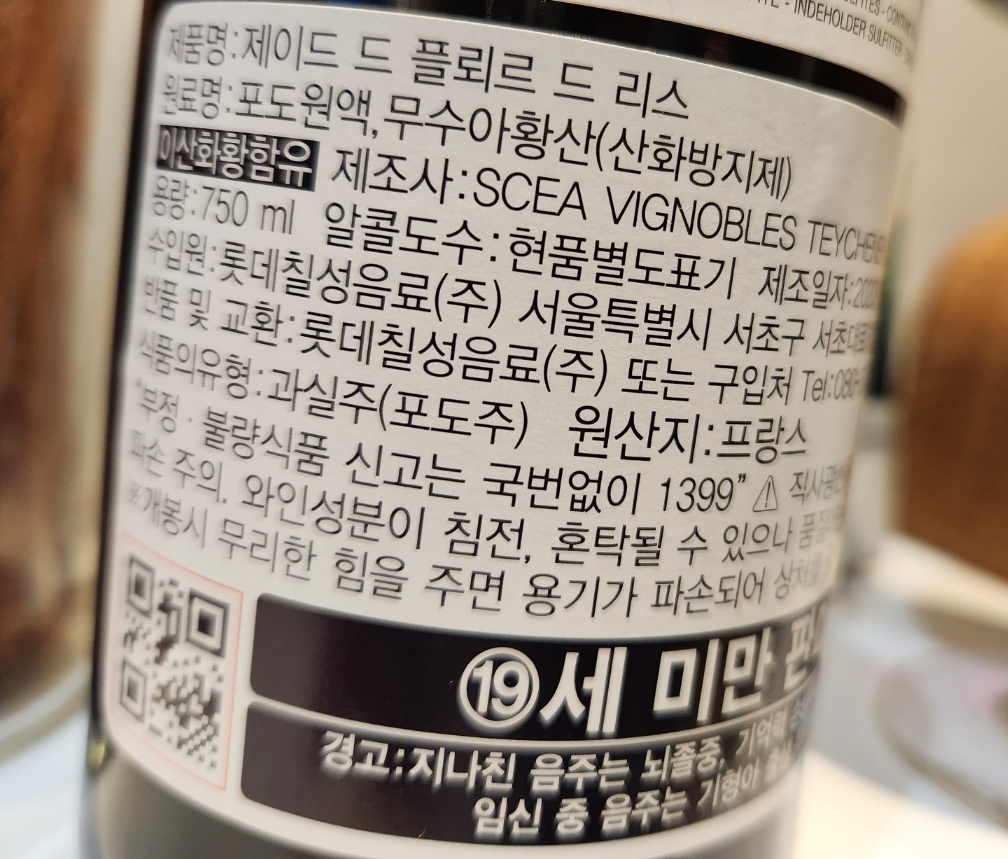 INDEHOLDER SULFITTER
제품명:제이드 드 플뢰르 드 리스
원료명:포도원액,무수아황산(산화방지제)
이산화황함유 제조사:SCEA VIGNOBLES
용량:750 ml 알콜도수:현품별도표기 제조일자:
수입원:롯데칠성음료(주) 서울특별시 서초구
반품 및 교환:롯데칠성음료(주) 또는 구입처 Tel:080-
식품의유형:과실주(포도주) 원산지:프랑스
"부정·불량식품 신고는 국번없이 1399" ⚠
파손 주의. 와인성분이 침전, 혼탁될 수 있으나
※개봉시 무리한 힘을 주면 용기가 파손되어
⑲세 미만
경고:지나친 음주는 뇌졸중, 기억력
임신 중 음주는 기형아